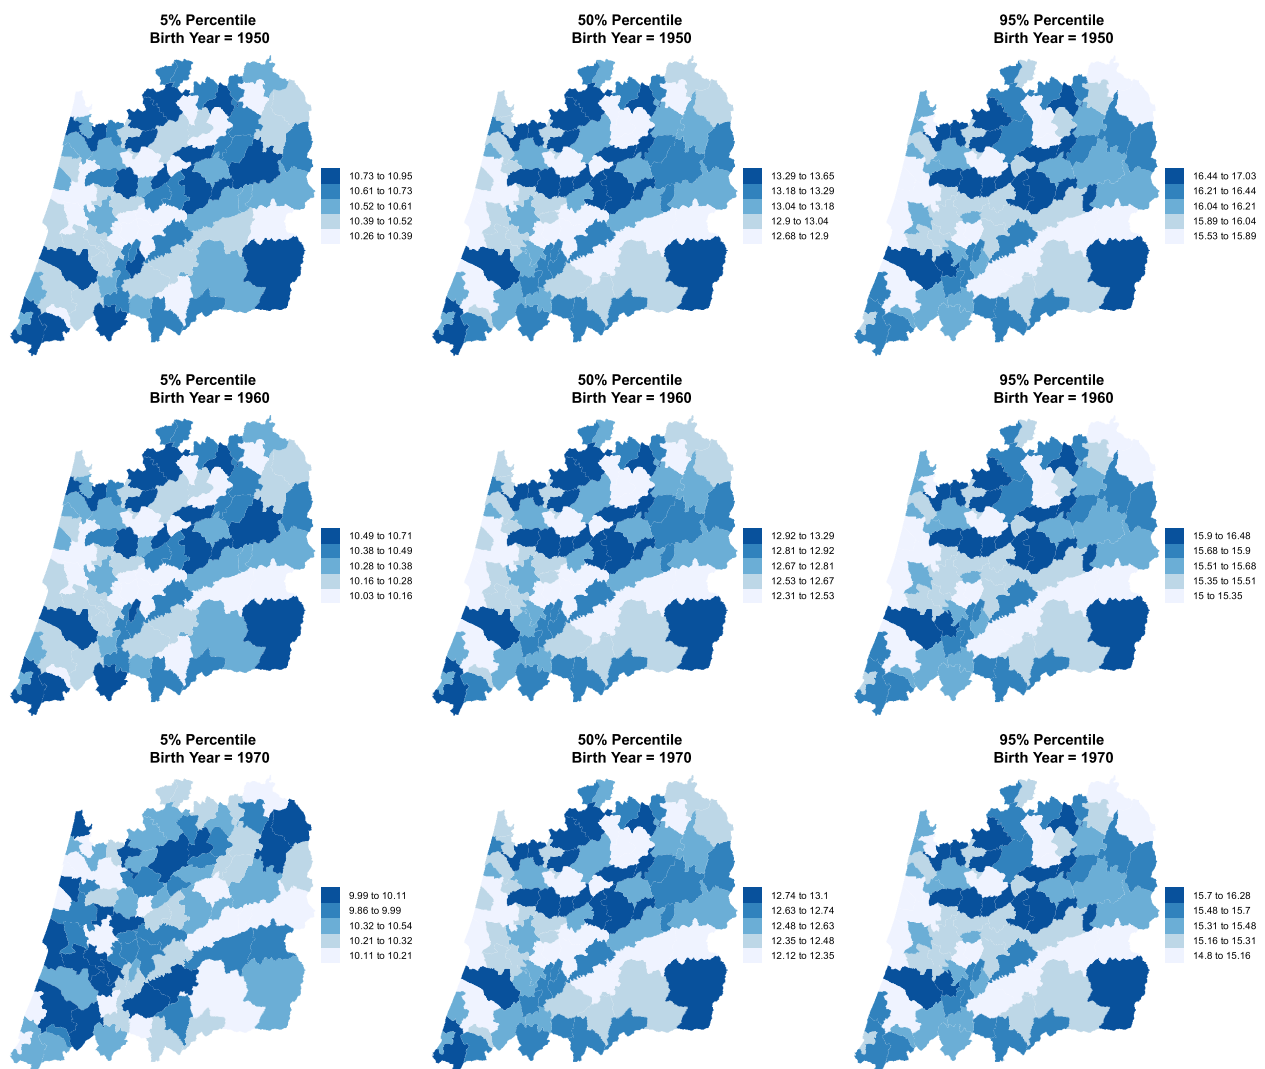 5% Percentile
Birth Year = 1950
10.73 to 10.95
10.61 to 10.73
10.52 to 10.61
10.39 to 10.52
10.26 to 10.39
50% Percentile
Birth Year = 1950
13.29 to 13.65
13.18 to 13.29
13.04 to 13.18
12.9 to 13.04
12.68 to 12.9
95% Percentile
Birth Year = 1950
16.44 to 17.03
16.21 to 16.44
16.04 to 16.21
15.89 to 16.04
15.53 to 15.89
5% Percentile
Birth Year = 1960
10.49 to 10.71
10.38 to 10.49
10.28 to 10.38
10.16 to 10.28
10.03 to 10.16
50% Percentile
Birth Year = 1960
12.92 to 13.29
12.81 to 12.92
12.67 to 12.81
12.53 to 12.67
12.31 to 12.53
95% Percentile
Birth Year = 1960
15.9 to 16.48
15.68 to 15.9
15.51 to 15.68
15.35 to 15.51
15 to 15.35
5% Percentile
Birth Year = 1970
9.99 to 10.11
9.86 to 9.99
10.32 to 10.54
10.21 to 10.32
10.11 to 10.21
50% Percentile
Birth Year = 1970
12.74 to 13.1
12.63 to 12.74
12.48 to 12.63
12.35 to 12.48
12.12 to 12.35
95% Percentile
Birth Year = 1970
15.7 to 16.28
15.48 to 15.7
15.31 to 15.48
15.16 to 15.31
14.8 to 15.16